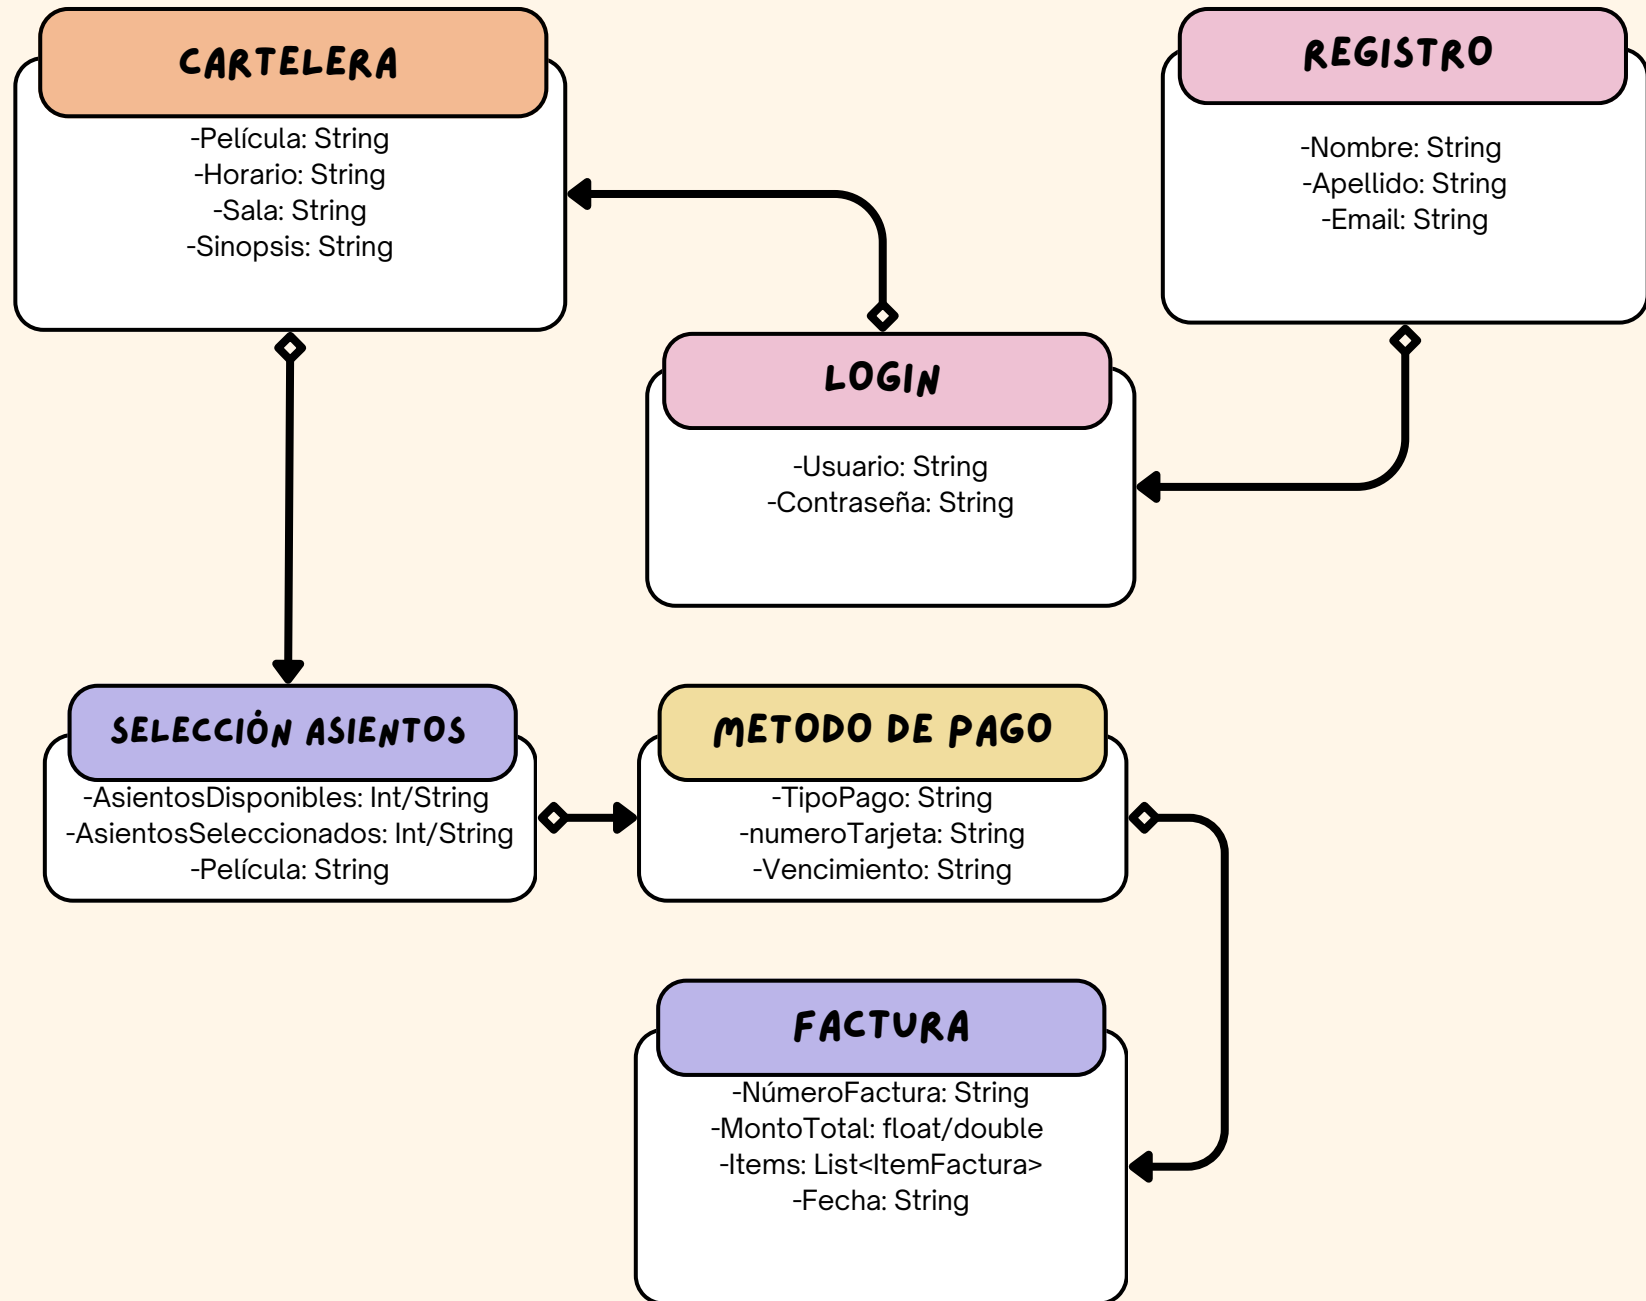 CARTELERA
-Película: String
-Horario: String
-Sala: String
-Sinopsis: String
REGISTRO
-Nombre: String
-Apellido: String
-Email: String
LOGIN
-Usuario: String
-Contraseña: String
SELECCIÓN ASIENTOS
-AsientosDisponibles: Int/String
-AsientosSeleccionados: Int/String
-Película: String
METODO DE PAGO
-TipoPago: String
-numeroTarjeta: String
-Vencimiento: String
FACTURA
-NúmeroFactura: String
-MontoTotal: float/double
-Items: List<ItemFactura>
-Fecha: String